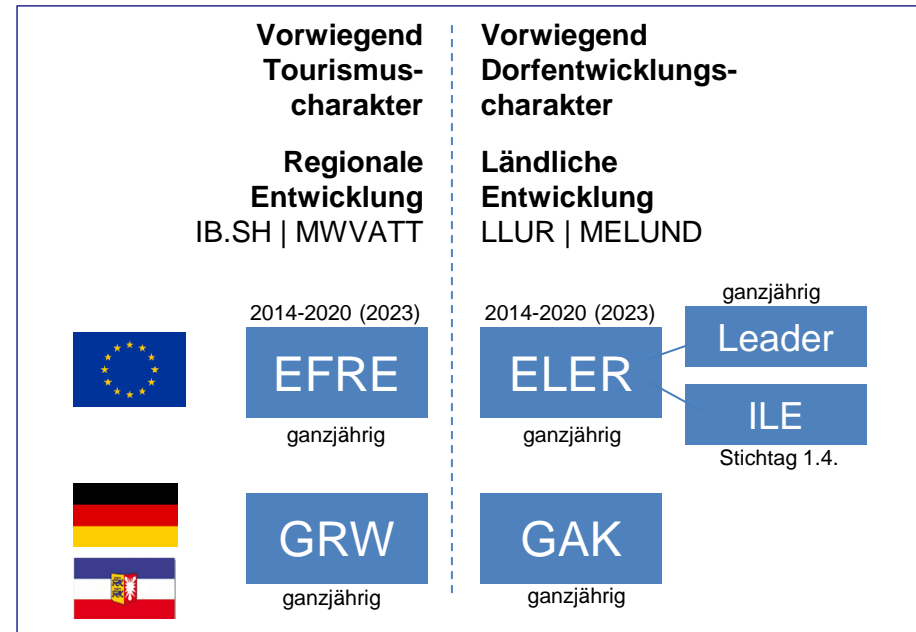 Vorwiegend
Tourismus-
charakter
Regionale
Entwicklung
IB.SH | MWVATT
Vorwiegend
Dorfentwicklungs-
charakter
Ländliche
Entwicklung
LLUR | MELUND
2014-2020 (2023)
EFRE
ganzjährig
2014-2020 (2023)
ELER
ganzjährig
ganzjährig
Leader
ILE
Stichtag 1.4.
GRW
ganzjährig
GAK
ganzjährig